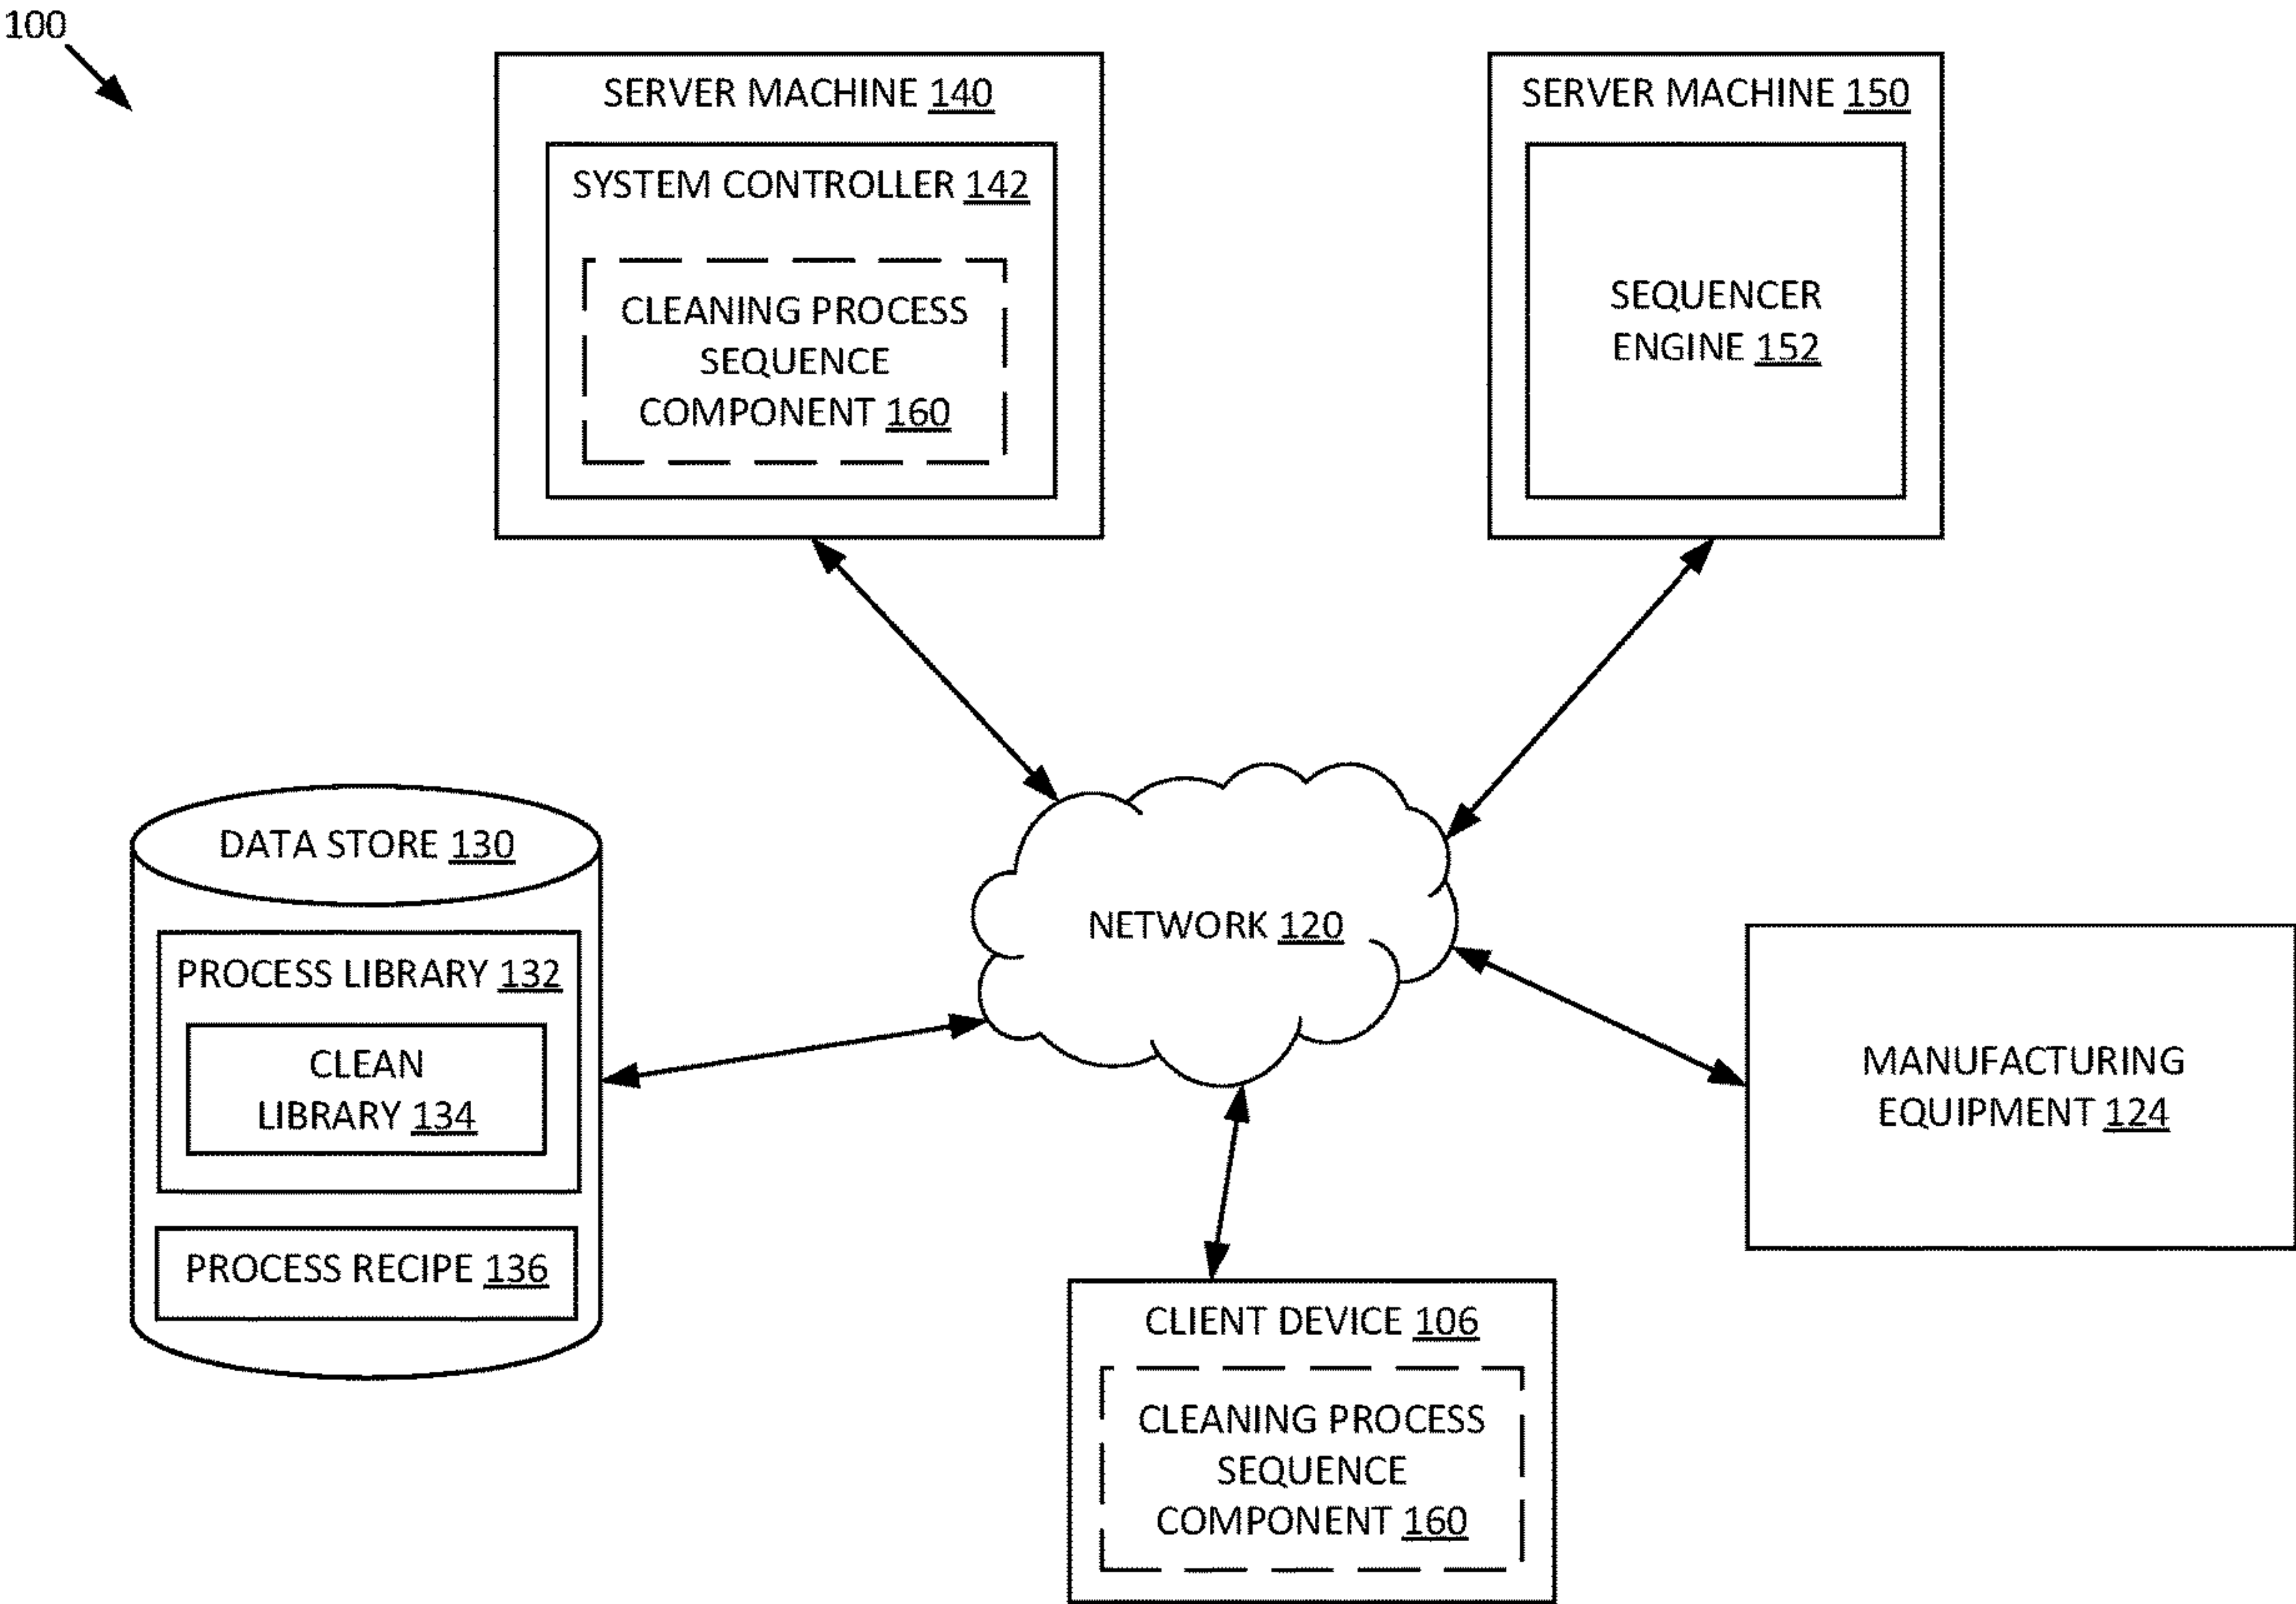 100
SERVER MACHINE 140
SYSTEM CONTROLLER 142
CLEANING PROCESS
SEQUENCE
COMPONENT 160
SERVER MACHINE 150
SEQUENCER
ENGINE 152
DATA STORE 130
PROCESS LIBRARY 132
CLEAN
LIBRARY 134
PROCESS RECIPE 136
NETWORK 120
MANUFACTURING
EQUIPMENT 124
CLIENT DEVICE 106
CLEANING PROCESS
SEQUENCE
COMPONENT 160